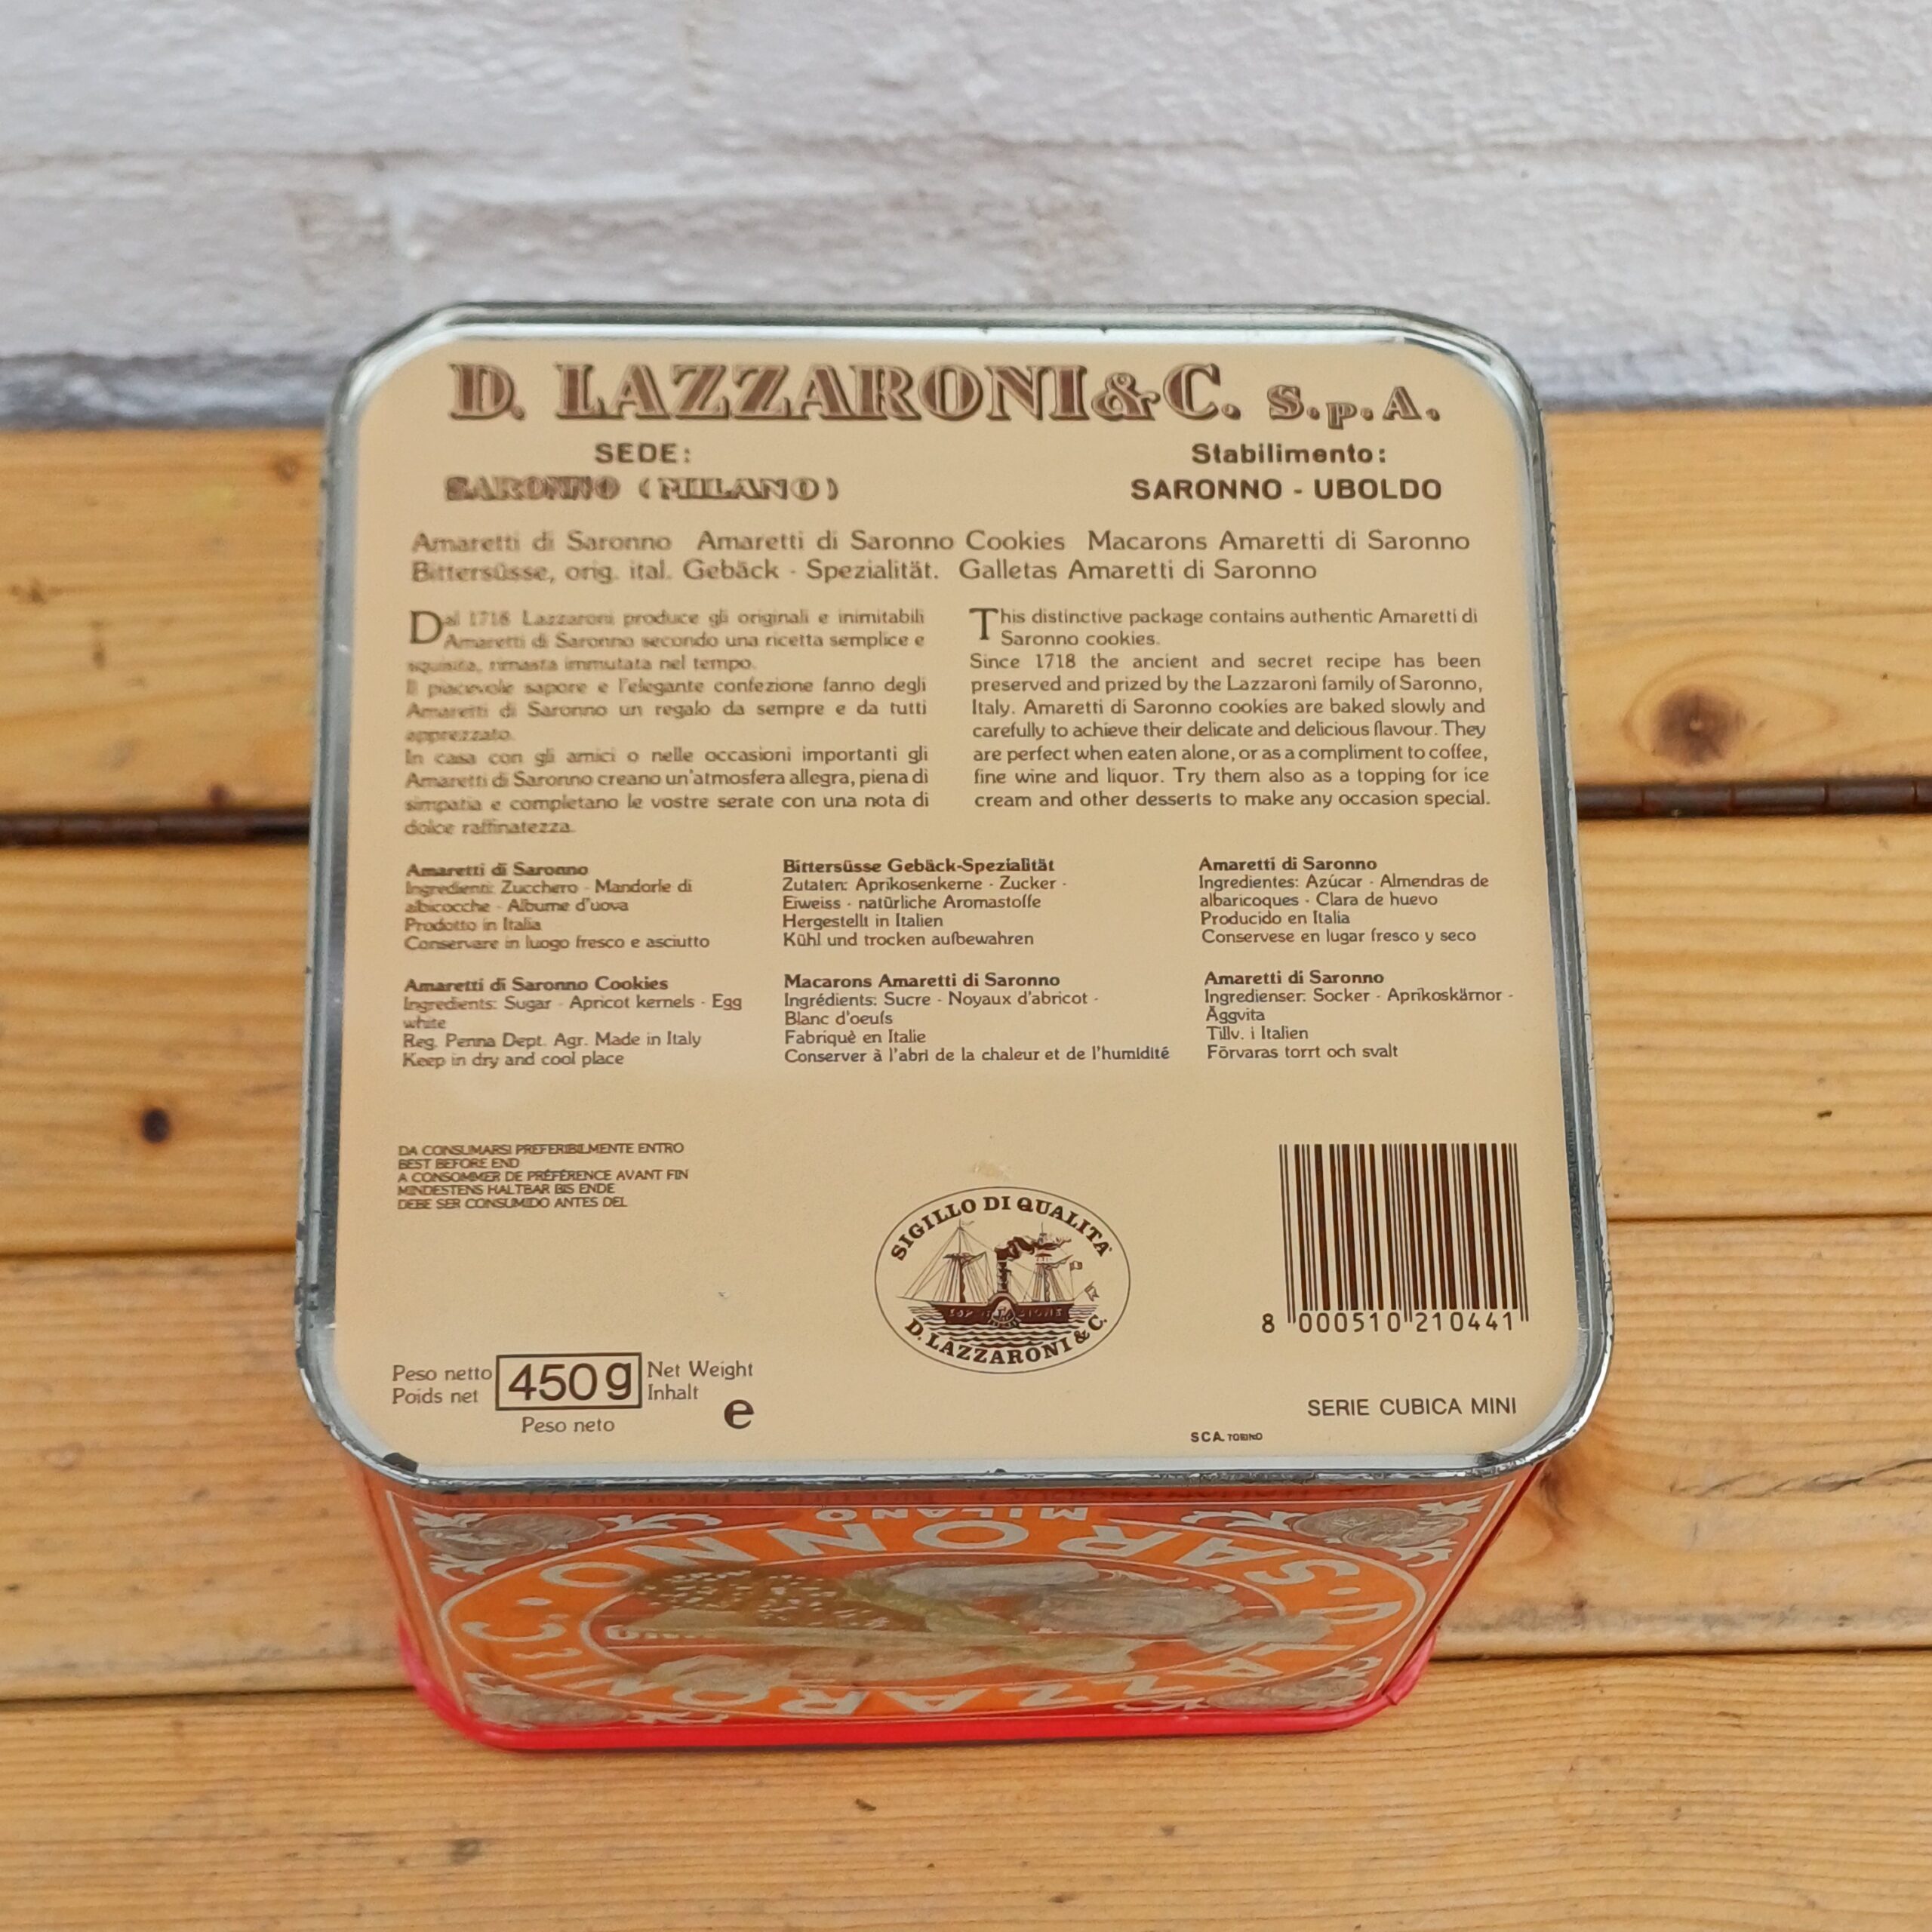 D. LAZZARONI & C. S.p.A.
SEDE:
SARONNO (MILANO)
Stabilimento:
SARONNO - UBOLDO
Amaretti di Saronno Amaretti di Saronno Cookies Macarons Amaretti di Saronno
Bittersüsse, orig. ital. Gebäck - Spezialität. Galletas Amaretti di Saronno
Dal 1718 Lazzaroni produce gli originali e inimitabili
Amaretti di Saronno secondo una ricetta semplice e
squisita, rimasta immutata nel tempo.
Il piacevole sapore e l'elegante confezione fanno degli
Amaretti di Saronno un regalo da sempre e da tutti
apprezzato.
In casa con gli amici o nelle occasioni importanti gli
Amaretti di Saronno creano un'atmosfera allegra, piena di
simpatia e completano le vostre serate con una nota di
dolce raffinatezza.
This distinctive package contains authentic Amaretti di
Saronno cookies.
Since 1718 the ancient and secret recipe has been
preserved and prized by the Lazzaroni family of Saronno,
Italy. Amaretti di Saronno cookies are baked slowly and
carefully to achieve their delicate and delicious flavour. They
are perfect when eaten alone, or as a compliment to coffee,
fine wine and liquor. Try them also as a topping for ice
cream and other desserts to make any occasion special.
Amaretti di Saronno
Ingredienti: Zucchero - Mandorle di
albicocche - Albume d'uova
Prodotto in Italia
Conservare in luogo fresco e asciutto
Bittersüsse Gebäck-Spezialität
Zutaten: Aprikosenkerne - Zucker -
Eiweiss - natürliche Aromastoffe
Hergestellt in Italien
Kühl und trocken aufbewahren
Amaretti di Saronno
Ingredientes: Azúcar - Almendras de
albaricoques - Clara de huevo
Producido en Italia
Conservese en lugar fresco y seco
Amaretti di Saronno Cookies
Ingredients: Sugar - Apricot kernels - Egg
white
Reg. Penna Dept. Agr. Made in Italy
Keep in dry and cool place
Macarons Amaretti di Saronno
Ingrédients: Sucre - Noyaux d'abricot -
Blanc d'oeufs
Fabriquè en Italie
Conserver à l'abri de la chaleur et de l'humidité
Amaretti di Saronno
Ingredienser: Socker - Aprikoskärnor -
Äggvita
Tillv. i Italien
Förvaras torrt och svalt
DA CONSUMARSI PREFERIBILMENTE ENTRO
BEST BEFORE END
A CONSOMMER DE PRÉFÉRENCE AVANT FIN
MINDESTENS HALTBAR BIS ENDE
DEBE SER CONSUMIDO ANTES DEL
SIGILLO DI QUALITA'
D. LAZZARONI & C.
8 000510 210441
Peso netto 450 g Net Weight
Poids net Inhalt
Peso neto
e
SERIE CUBICA MINI
S.C.A. TORINO
MILANO
SARONNO
D. LAZZARONI & C.